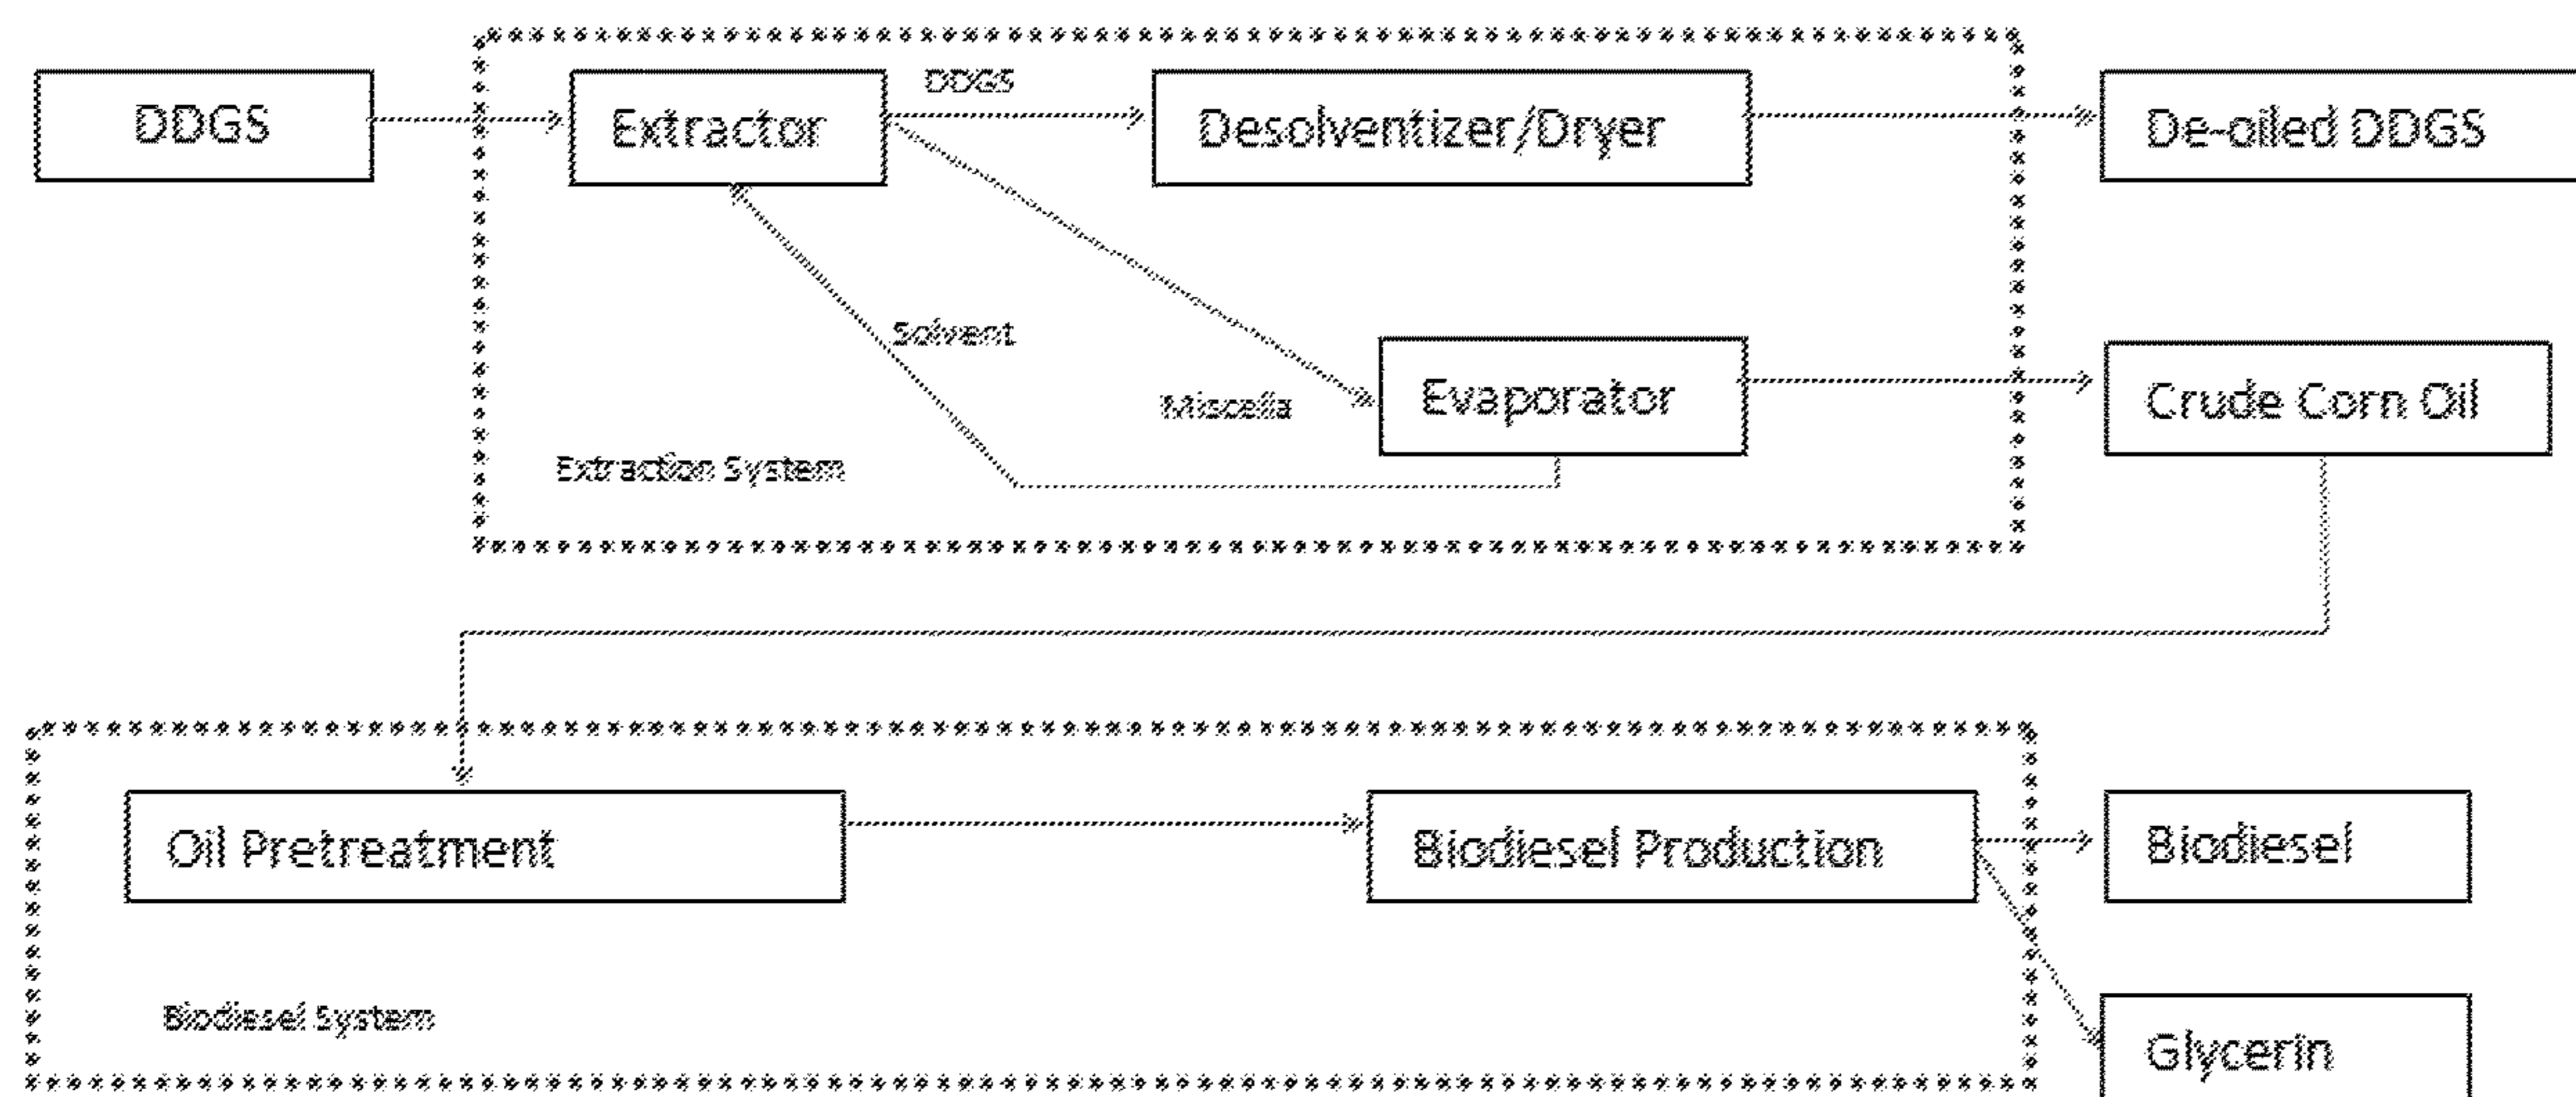 DDGS
Extractor
DDGS
Desolventizer/Dryer
De-oiled DDGS
Solvent
Miscella
Evaporator
Crude Corn Oil
Extraction System
Oil Pretreatment
Biodiesel Production
Biodiesel
Biodiesel System
Glycerin